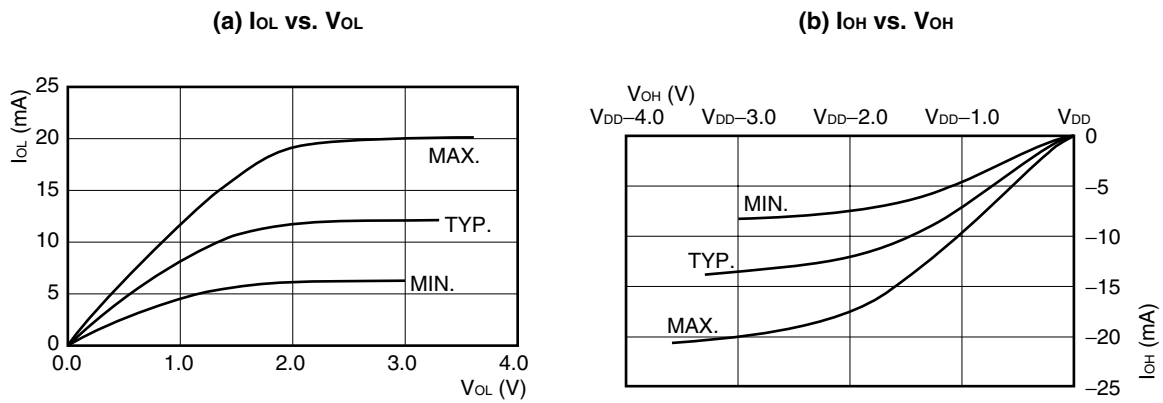 (a) IOL vs. VOL
IOL (mA)
25
20
15
10
5
0
0.0 1.0 2.0 3.0 4.0
VOL (V)
MAX.
TYP.
MIN.
(b) IOH vs. VOH
VOH (V)
VDD–4.0 VDD–3.0 VDD–2.0 VDD–1.0 VDD
0
–5
–10
–15
–20
–25
IOH (mA)
MIN.
TYP.
MAX.